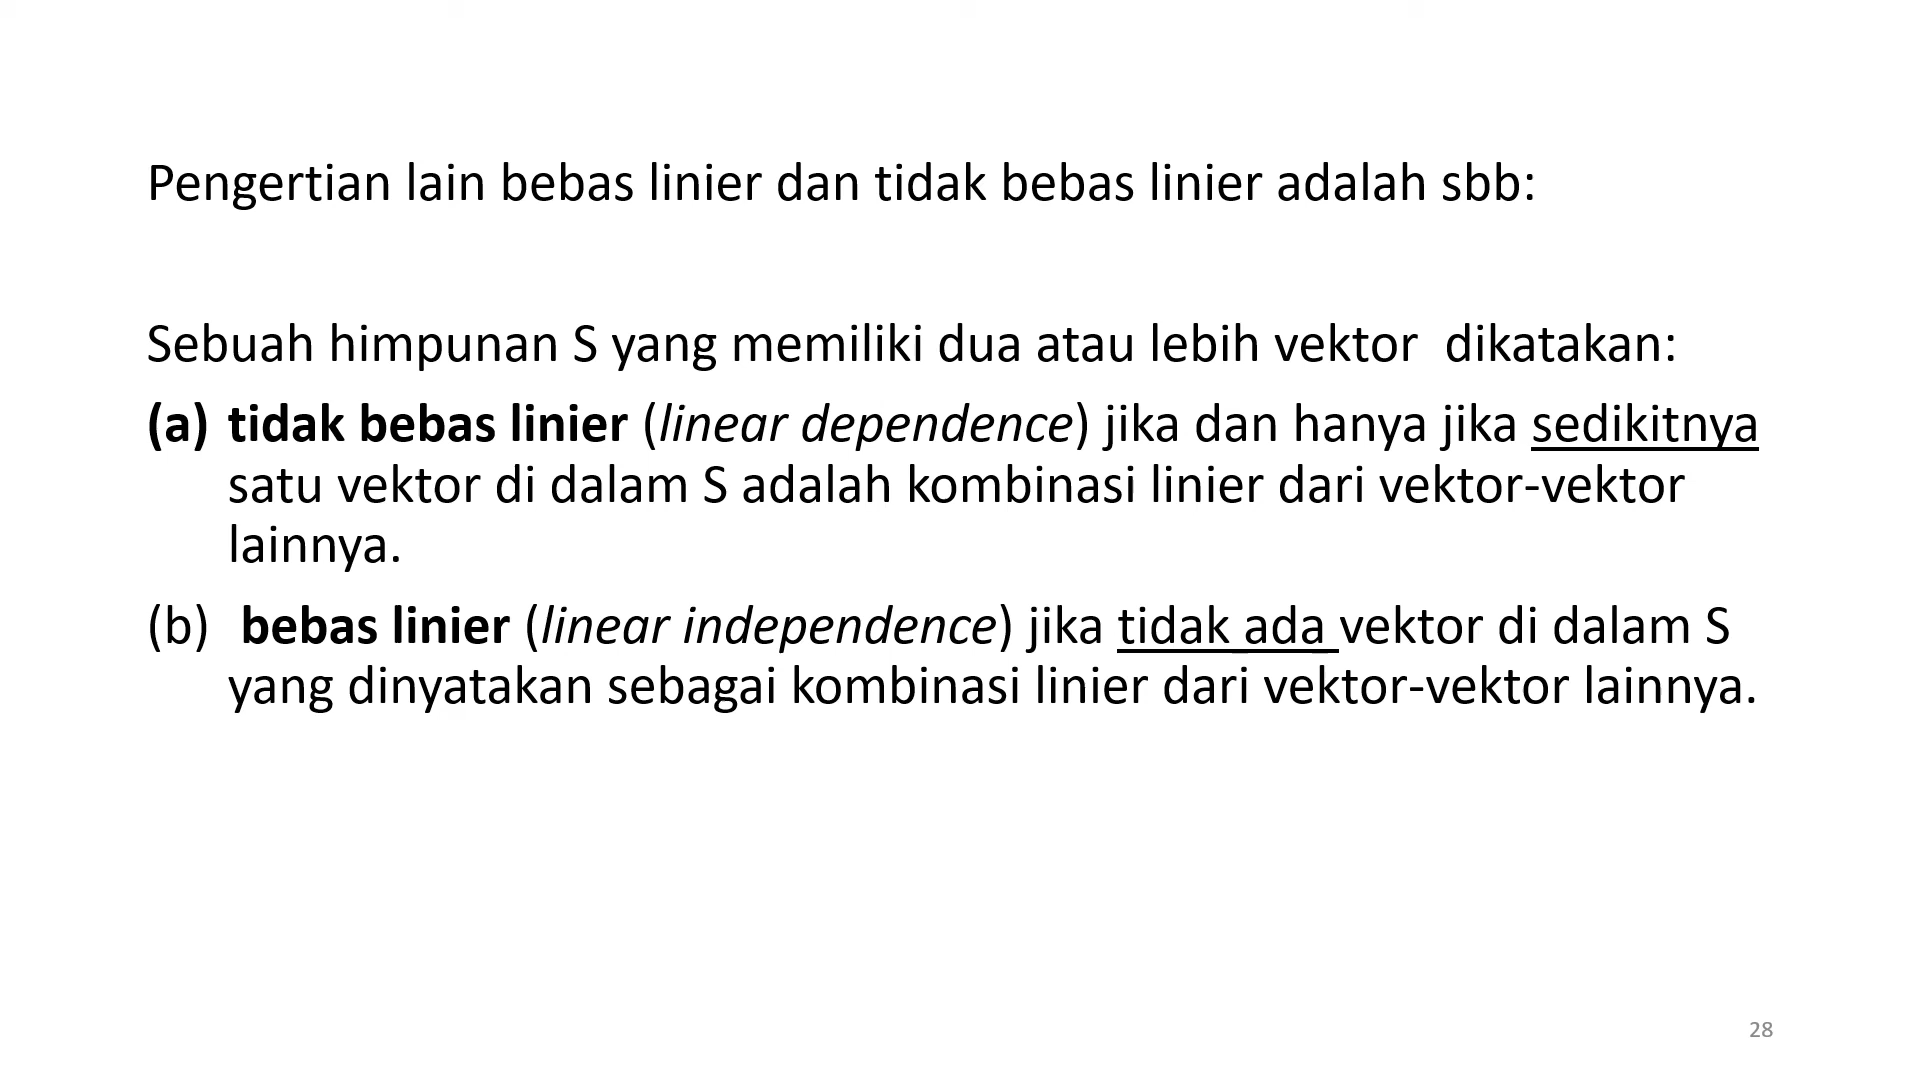 Pengertian lain bebas linier dan tidak bebas linier adalah sbb:
Sebuah himpunan S yang memiliki dua atau lebih vektor dikatakan:
(a) tidak bebas linier (linear dependence) jika dan hanya jika sedikitnya
satu vektor di dalam S adalah kombinasi linier dari vektor-vektor
lainnya.
(b) bebas linier (linear independence) jika tidak ada vektor di dalam S
yang dinyatakan sebagai kombinasi linier dari vektor-vektor lainnya.
28